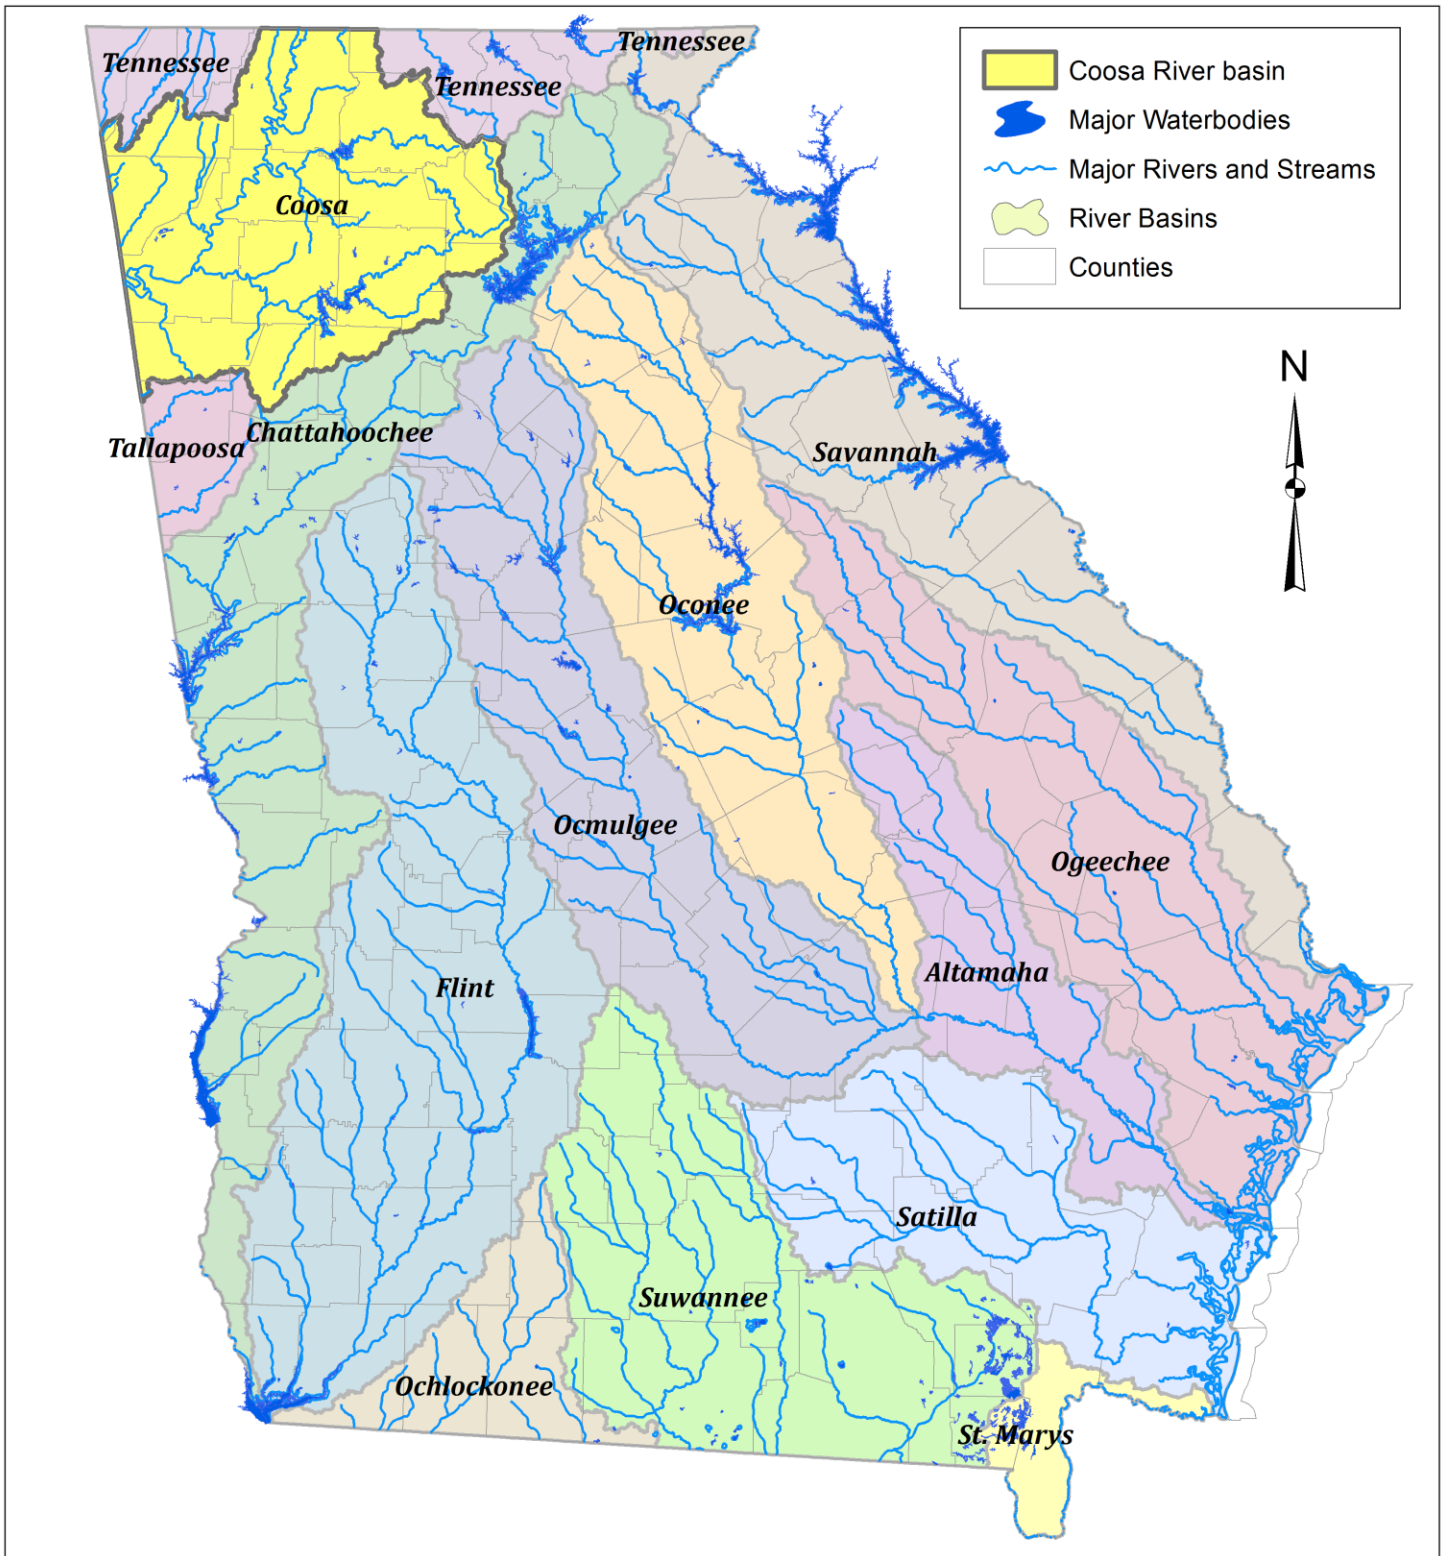 Tennessee
Tennessee
Tennessee
Coosa River basin
Major Waterbodies
Major Rivers and Streams
River Basins
Counties
Coosa
N
Tallapoosa
Chattahoochee
Savannah
Oconee
Ocmulgee
Ogeechee
Flint
Altamaha
Satilla
Suwannee
Ochlockonee
St. Marys